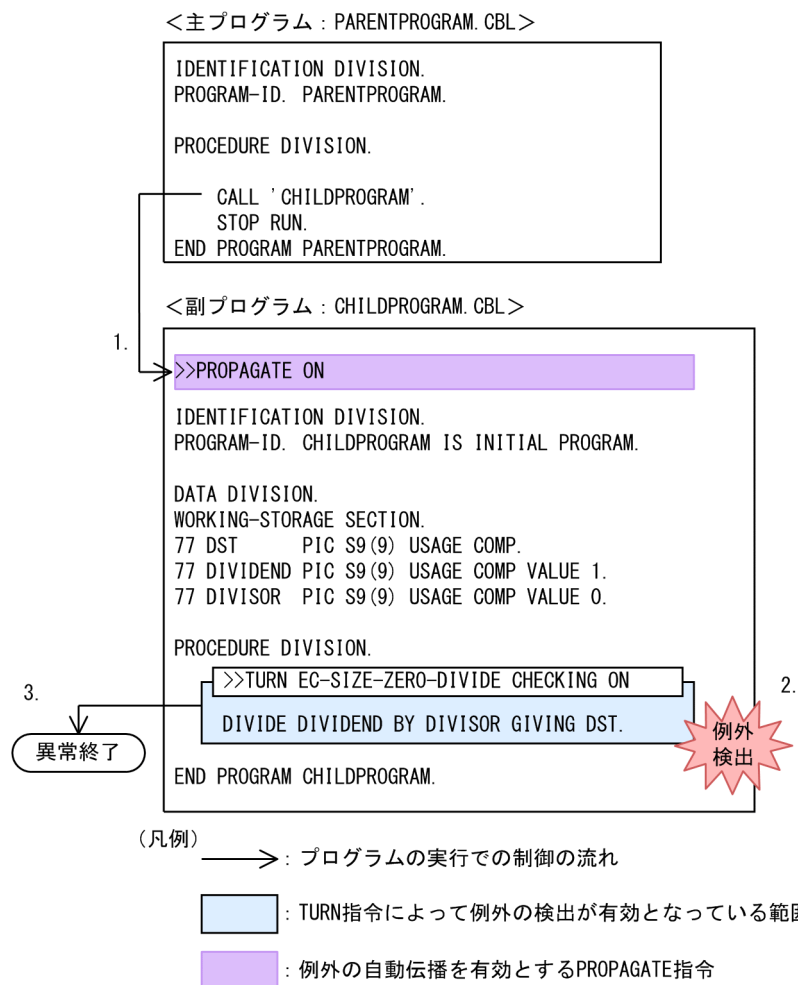 ＜主プログラム：PARENTPROGRAM.CBL＞
IDENTIFICATION DIVISION.
PROGRAM-ID. PARENTPROGRAM.
PROCEDURE DIVISION.
CALL 'CHILDPROGRAM'.
STOP RUN.
END PROGRAM PARENTPROGRAM.
＜副プログラム：CHILDPROGRAM.CBL＞
1.
>>PROPAGATE ON
IDENTIFICATION DIVISION.
PROGRAM-ID. CHILDPROGRAM IS INITIAL PROGRAM.
DATA DIVISION.
WORKING-STORAGE SECTION.
77 DST      PIC S9(9) USAGE COMP.
77 DIVIDEND PIC S9(9) USAGE COMP VALUE 1.
77 DIVISOR  PIC S9(9) USAGE COMP VALUE 0.
PROCEDURE DIVISION.
>>TURN EC-SIZE-ZERO-DIVIDE CHECKING ON
2.
3.
DIVIDE DIVIDEND BY DIVISOR GIVING DST.
例外
検出
異常終了
END PROGRAM CHILDPROGRAM.
（凡例）
：プログラムの実行での制御の流れ
：TURN指令によって例外の検出が有効となっている範
：例外の自動伝播を有効とするPROPAGATE指令